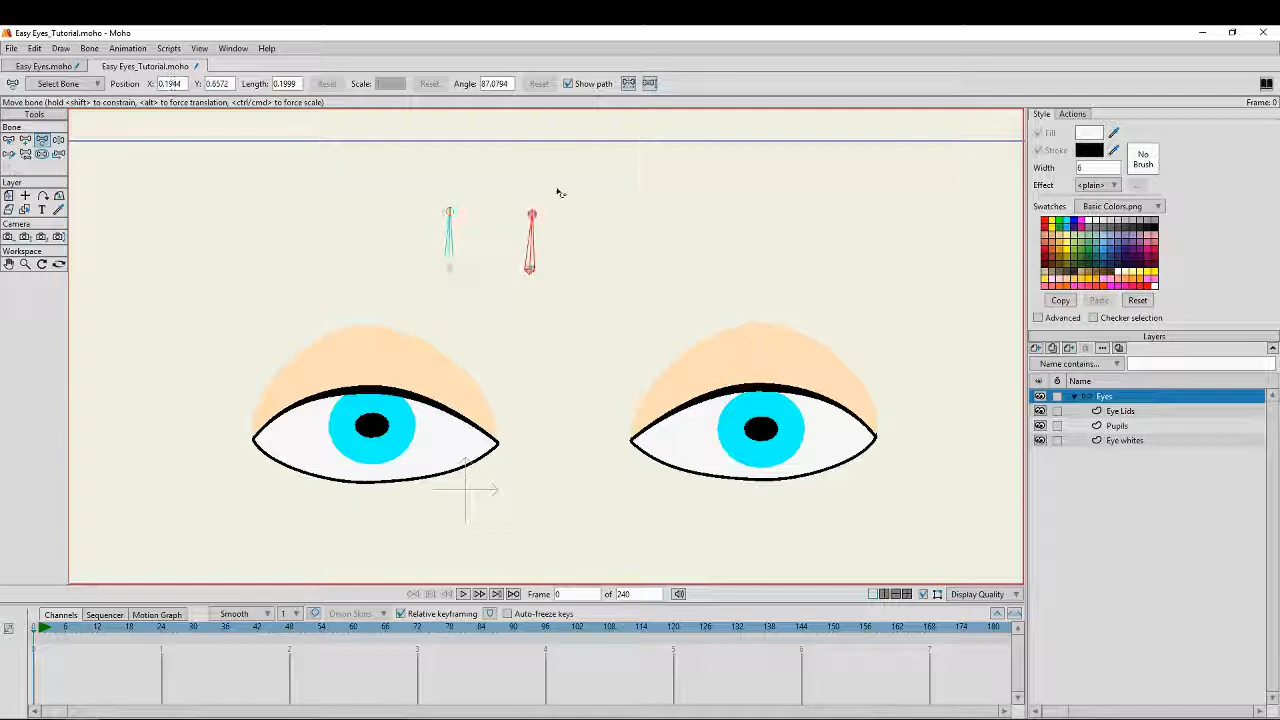 Easy Eyes_Tutorial.moho - Moho
File Edit Draw Bone Animation Scripts View Window Help
Easy Eyes.moho Easy Eyes_Tutorial.moho
Select Bone Position X: 0.1944 Y: 0.6572 Length: 0.1999 Reset Scale: Reset Angle: 87.0794 Reset Show path
Move bone (hold <shift> to constrain, <alt> to force translation, <ctrl/cmd> to force scale) Frame: 0
Tools
Bone
Layer
Camera
Workspace
Style Actions
Fill
Stroke
No Brush
Width 6
Effect <plain> ...
Swatches Basic Colors.png
Copy Paste Reset
Advanced Checker selection
Layers
Name contains...
Name
Eyes
Eye Lids
Pupils
Eye whites
Frame 0 of 240 Display Quality
Channels Sequencer Motion Graph Smooth 1 Onion Skins Relative keyframing Auto-freeze keys
0 6 12 18 24 30 36 42 48 54 60 66 72 78 84 90 96 102 108 114 120 126 132 138 144 150 156 162 168 174 180
0 1 2 3 4 5 6 7